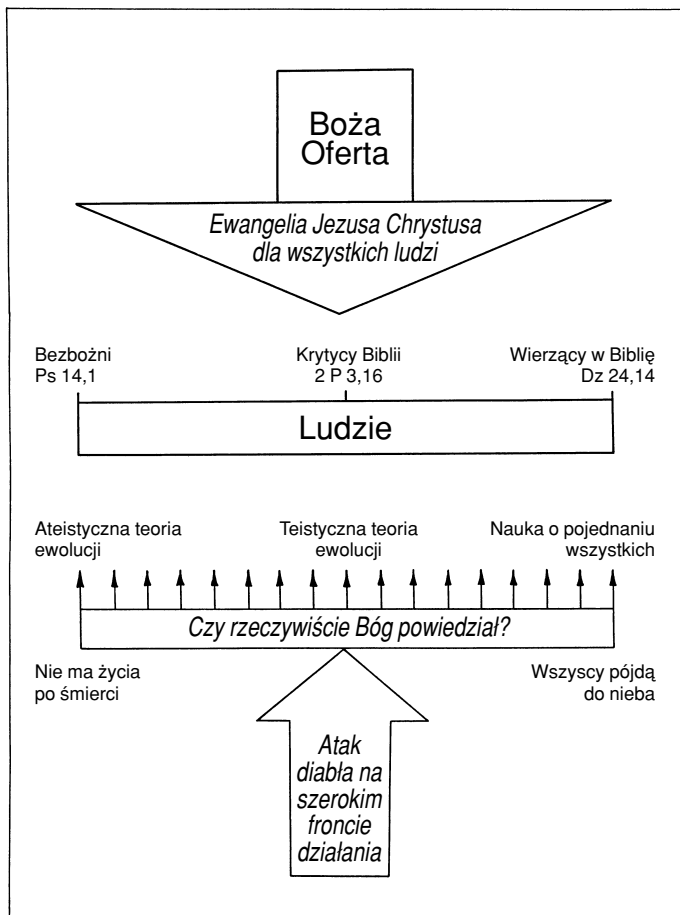 Boża
Oferta
Ewangelia Jezusa Chrystusa
dla wszystkich ludzi
Bezbożni
Ps 14,1
Krytycy Biblii
2 P 3,16
Wierzący w Biblię
Dz 24,14
Ludzie
Ateistyczna teoria
ewolucji
Teistyczna teoria
ewolucji
Nauka o pojednaniu
wszystkich
Czy rzeczywiście Bóg powiedział?
Nie ma życia
po śmierci
Wszyscy pójdą
do nieba
Atak
diabła na
szerokim
froncie
działania